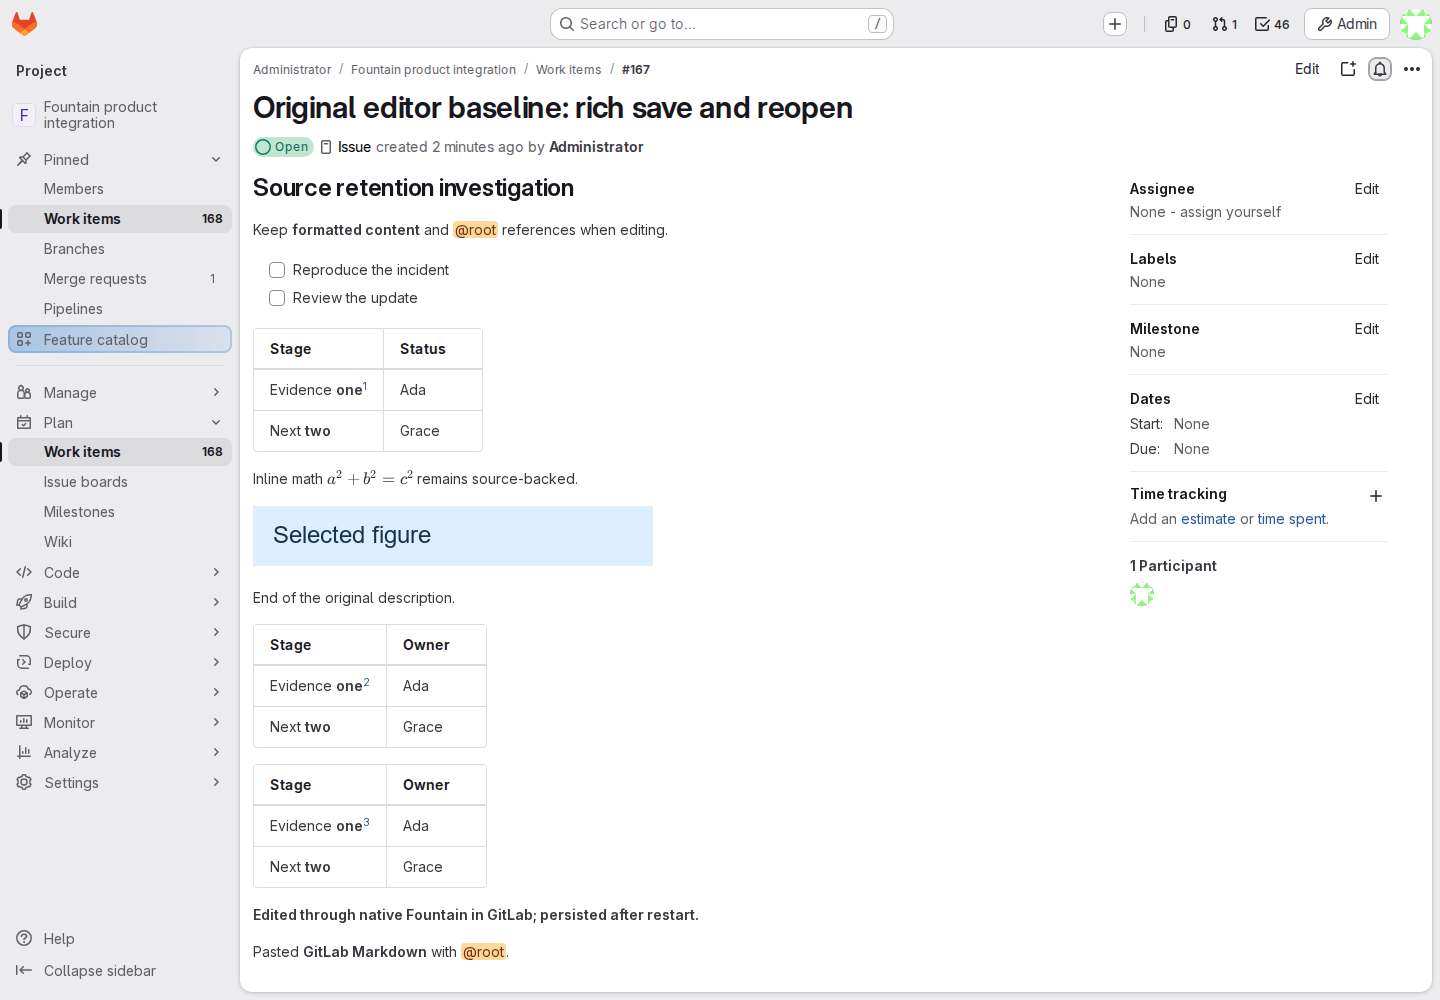 Search or go to...
/
0
1
46
Admin
Project
F
Fountain product integration
Pinned
Members
Work items 168
Branches
Merge requests 1
Pipelines
Feature catalog
Manage
Plan
Work items 168
Issue boards
Milestones
Wiki
Code
Build
Secure
Deploy
Operate
Monitor
Analyze
Settings
Help
Collapse sidebar
Administrator / Fountain product integration / Work items / #167
Edit
Original editor baseline: rich save and reopen
Open Issue created 2 minutes ago by Administrator
Source retention investigation
Keep formatted content and @root references when editing.
Reproduce the incident
Review the update
Stage Status
Evidence one1 Ada
Next two Grace
Inline math a² + b² = c² remains source-backed.
Selected figure
End of the original description.
Stage Owner
Evidence one2 Ada
Next two Grace
Stage Owner
Evidence one3 Ada
Next two Grace
Edited through native Fountain in GitLab; persisted after restart.
Pasted GitLab Markdown with @root.
Assignee Edit
None - assign yourself
Labels Edit
None
Milestone Edit
None
Dates Edit
Start: None
Due: None
Time tracking
Add an estimate or time spent.
1 Participant